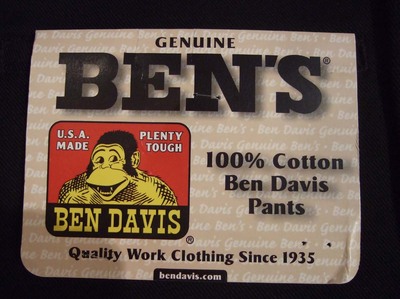 GENUINE
BEN'S®
U.S.A. PLENTY
MADE TOUGH
BEN DAVIS
®
100% Cotton
Ben Davis
Pants
Quality Work Clothing Since 1935
bendavis.com